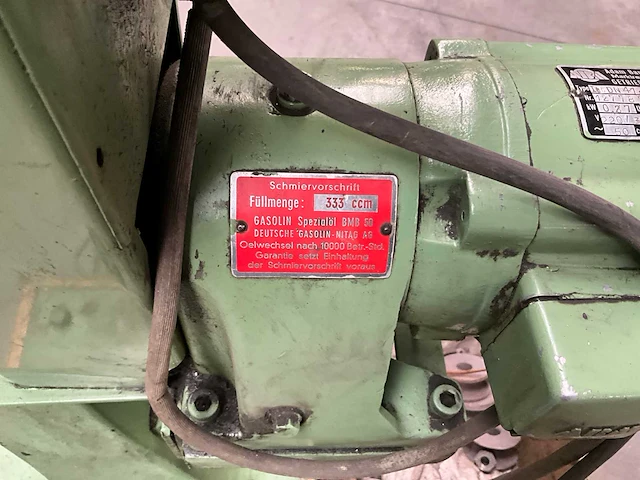 Schmiervorschrift
Füllmenge: 333 ccm
GASOLIN Spezialöl BMB 50
DEUTSCHE GASOLIN-NITAG AG
Oelwechsel nach 10000 Betr.-Std.
Garantie setzt Einhaltung
der Schmiervorschrift voraus
Adam